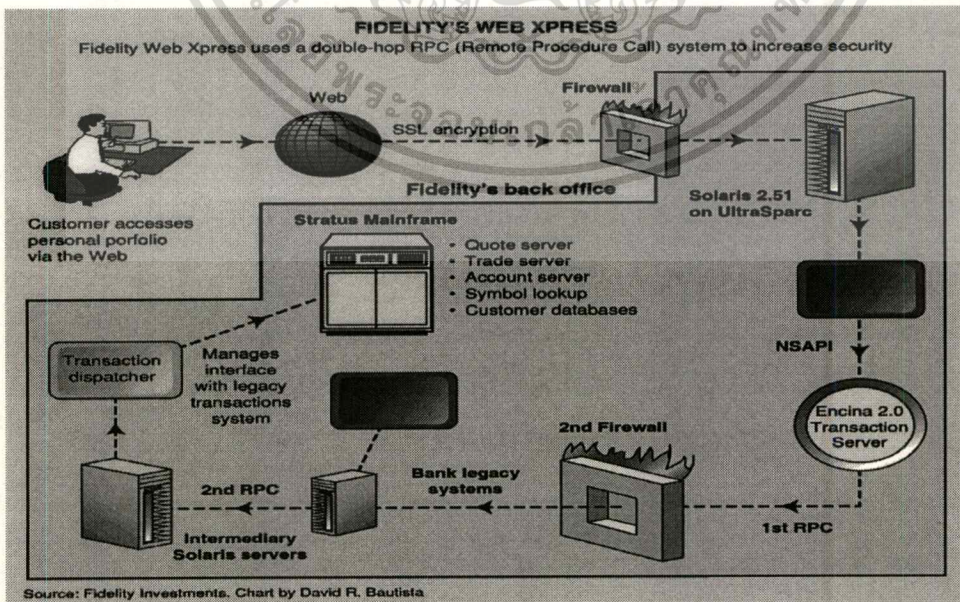 FIDELITY'S WEB XPRESS
Fidelity Web Xpress uses a double-hop RPC (Remote Procedure Call) system to increase security
Web
Firewall
SSL encryption
Fidelity's back office
Customer accesses
personal porfolio
via the Web
Solaris 2.51
on UltraSparc
Stratus Mainframe
• Quote server
• Trade server
• Account server
• Symbol lookup
• Customer databases
NSAPI
Transaction
dispatcher
Manages
interface
with legacy
transactions
system
Encina 2.0
Transaction
Server
2nd Firewall
Bank legacy
systems
2nd RPC
1st RPC
Intermediary
Solaris servers
Source: Fidelity Investments. Chart by David R. Bautista